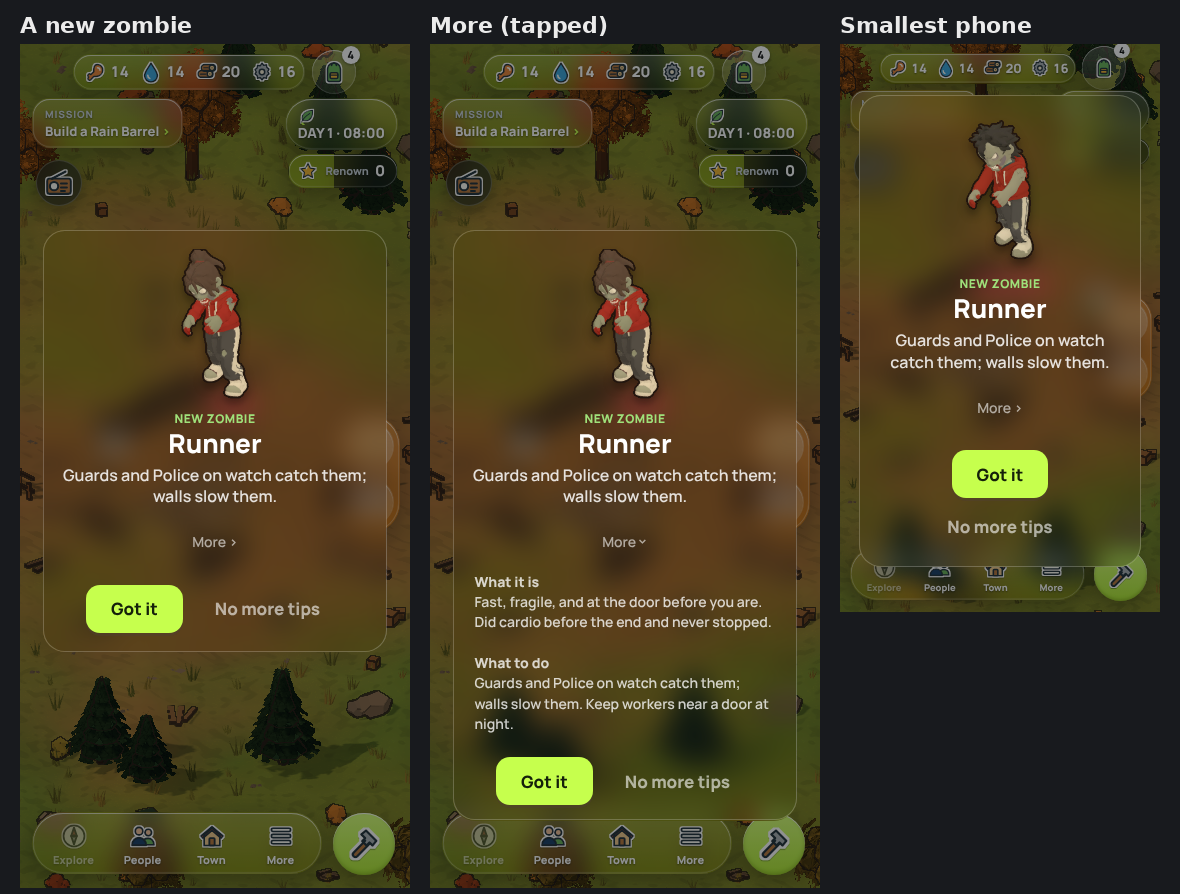 A new zombie
14 14 20 16
4
MISSION
Build a Rain Barrel ›
DAY 1 · 08:00
Renown 0
NEW ZOMBIE
Runner
Guards and Police on watch catch them;
walls slow them.
More ›
Got it
No more tips
Explore People Town More
More (tapped)
14 14 20 16
4
MISSION
Build a Rain Barrel ›
DAY 1 · 08:00
Renown 0
NEW ZOMBIE
Runner
Guards and Police on watch catch them;
walls slow them.
More
What it is
Fast, fragile, and at the door before you are.
Did cardio before the end and never stopped.
What to do
Guards and Police on watch catch them;
walls slow them. Keep workers near a door at
night.
Got it
No more tips
Explore People Town More
Smallest phone
14 14 20 16
4
NEW ZOMBIE
Runner
Guards and Police on watch
catch them; walls slow them.
More ›
Got it
No more tips
Explore People Town More